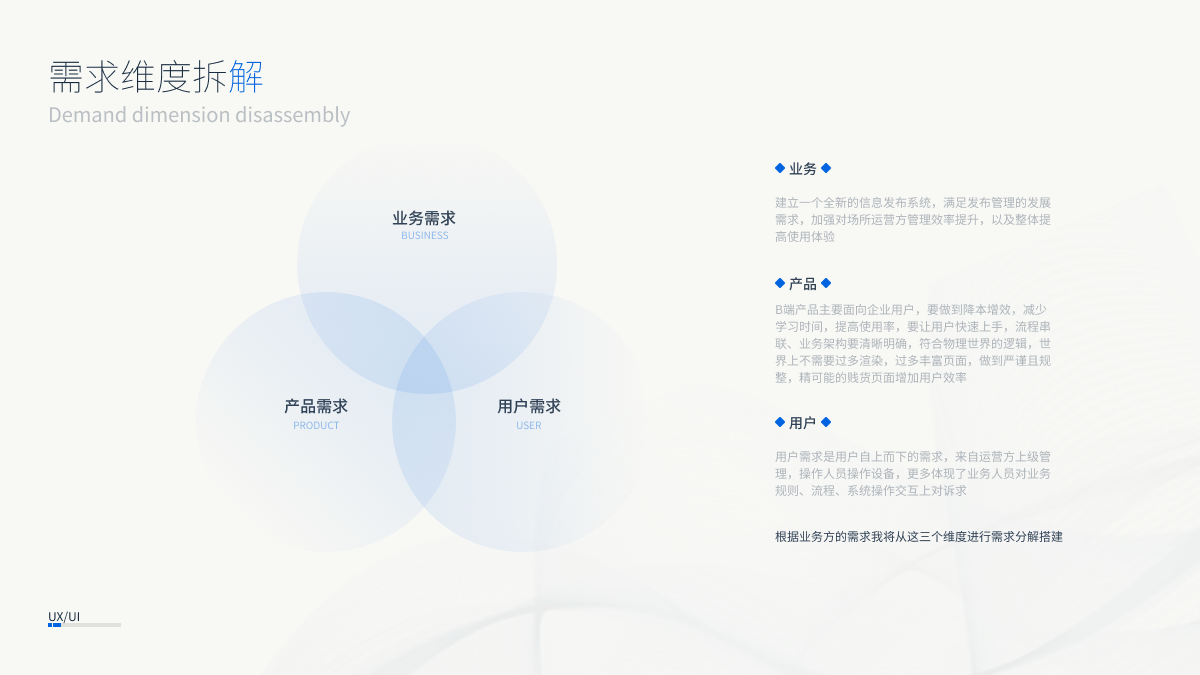 需求维度拆解
Demand dimension disassembly
业务需求
BUSINESS
产品需求
PRODUCT
用户需求
USER
业务
建立一个全新的信息发布系统，满足发布管理的发展
需求，加强对场所运营方管理效率提升，以及整体提
高使用体验
产品
B端产品主要面向企业用户，要做到降本增效，减少
学习时间，提高使用率，要让用户快速上手，流程串
联、业务架构要清晰明确，符合物理世界的逻辑，世
界上不需要过多渲染，过多丰富页面，做到严谨且规
整，精可能的贱货页面增加用户效率
用户
用户需求是用户自上而下的需求，来自运营方上级管
理，操作人员操作设备，更多体现了业务人员对业务
规则、流程、系统操作交互上对诉求
根据业务方的需求我将从这三个维度进行需求分解搭建
UX/UI